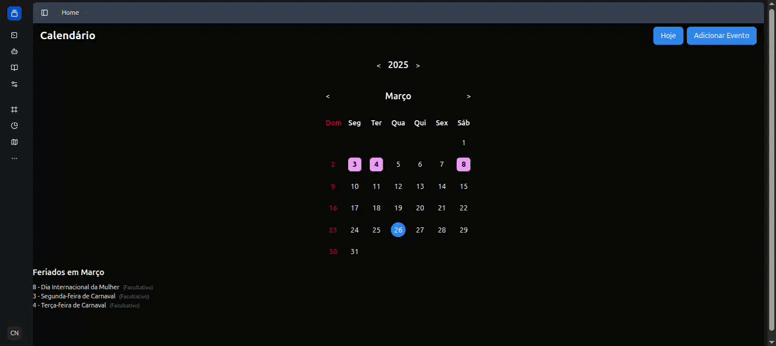 Home
Calendário
Hoje
Adicionar Evento
< 2025 >
< Março >
Dom Seg Ter Qua Qui Sex Sáb
1
2 3 4 5 6 7 8
9 10 11 12 13 14 15
16 17 18 19 20 21 22
23 24 25 26 27 28 29
30 31
Feriados em Março
8 - Dia Internacional da Mulher (Facultativo)
3 - Segunda-feira de Carnaval (Facultativo)
4 - Terça-feira de Carnaval (Facultativo)
CN